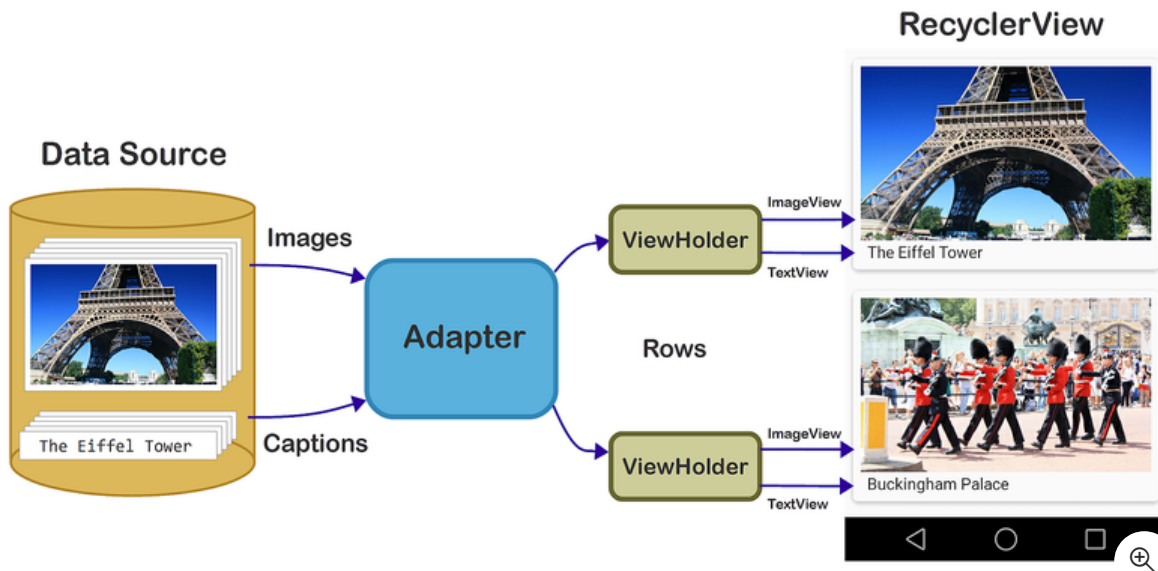 RecyclerView
Data Source
Images
Captions
The Eiffel Tower
Adapter
Rows
ViewHolder
ImageView
TextView
The Eiffel Tower
ViewHolder
ImageView
TextView
Buckingham Palace